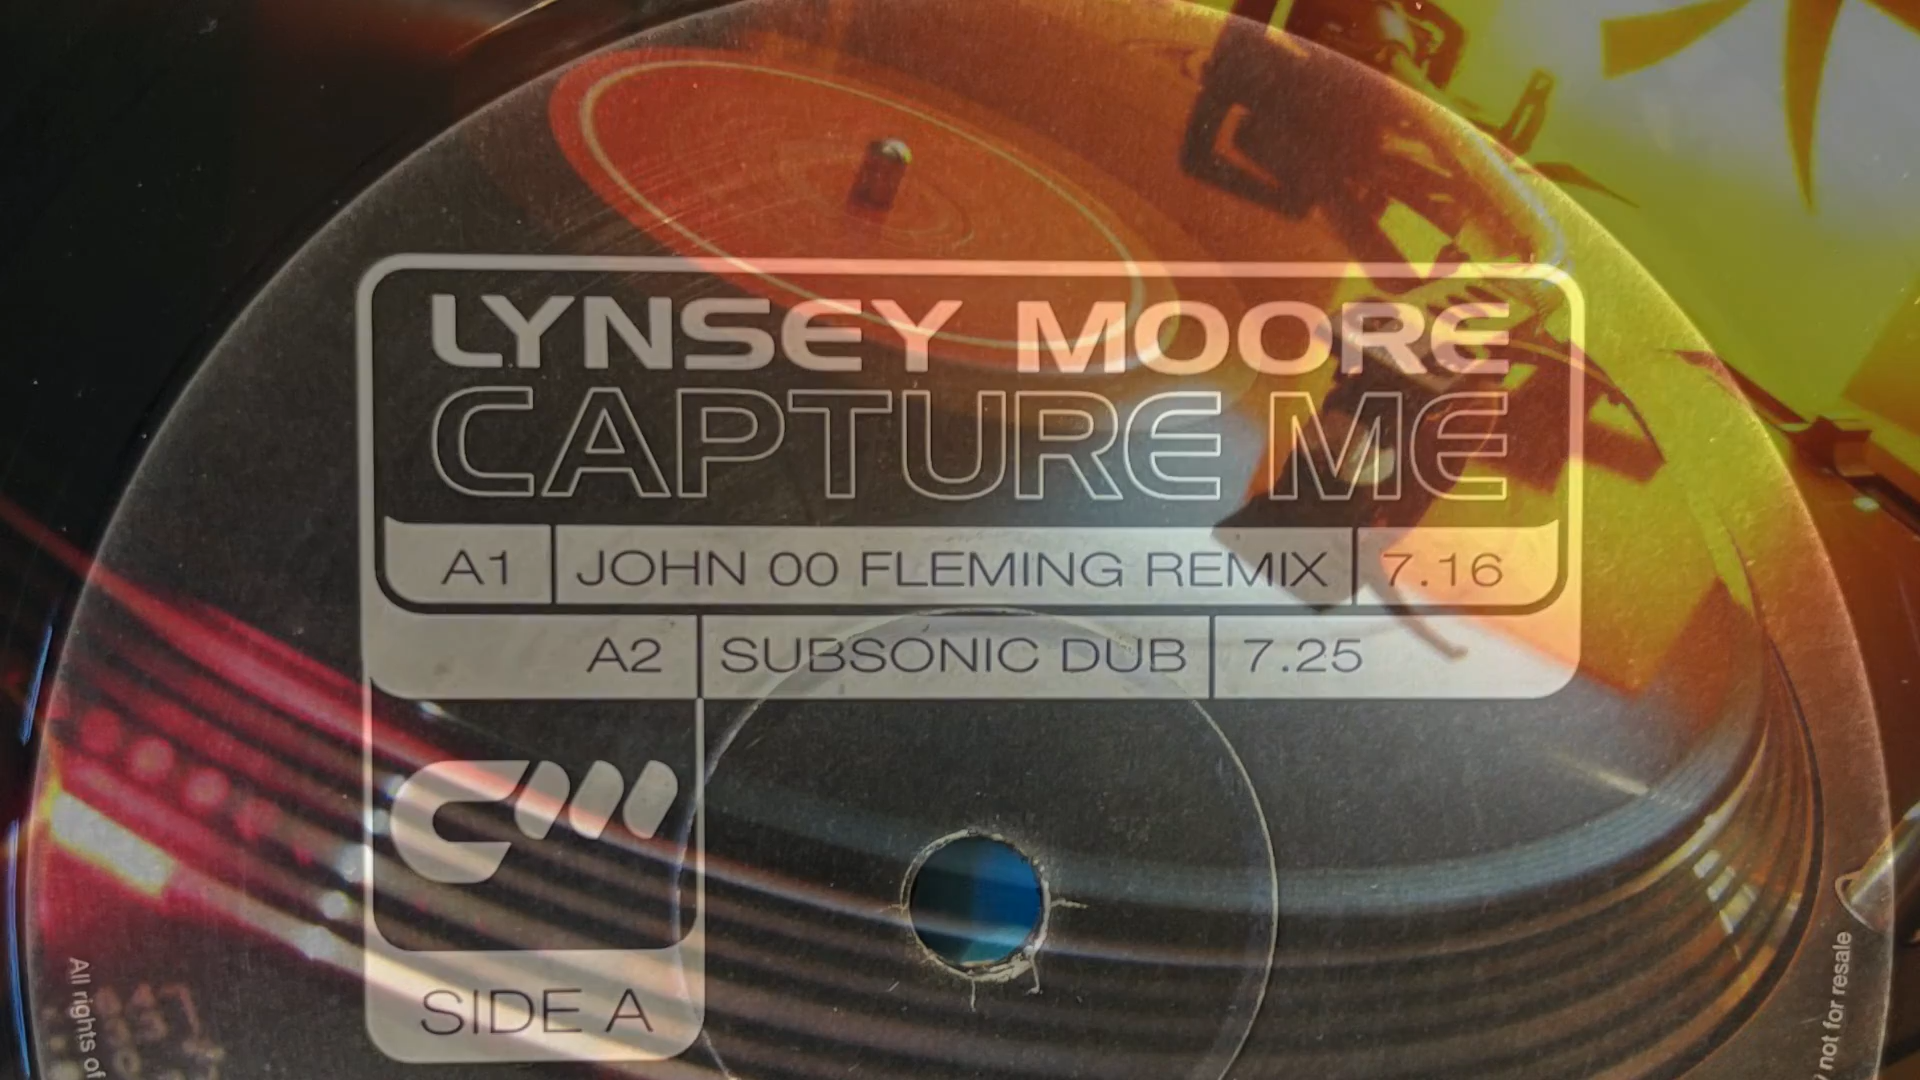 LYNSEY MOORE
CAPTURE ME
A1 JOHN 00 FLEMING REMIX 7.16
A2 SUBSONIC DUB 7.25
SIDE A
All rights of
not for resale